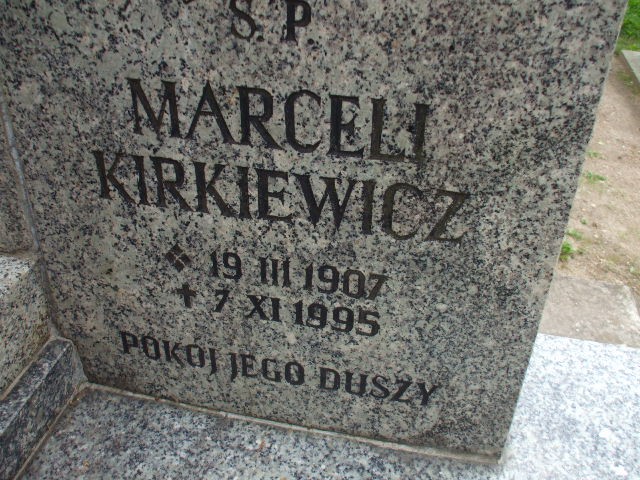 Ś.P
MARCELI
KIRKIEWICZ
19 III 1907
7 XI 1995
POKÓJ JEGO DUSZY